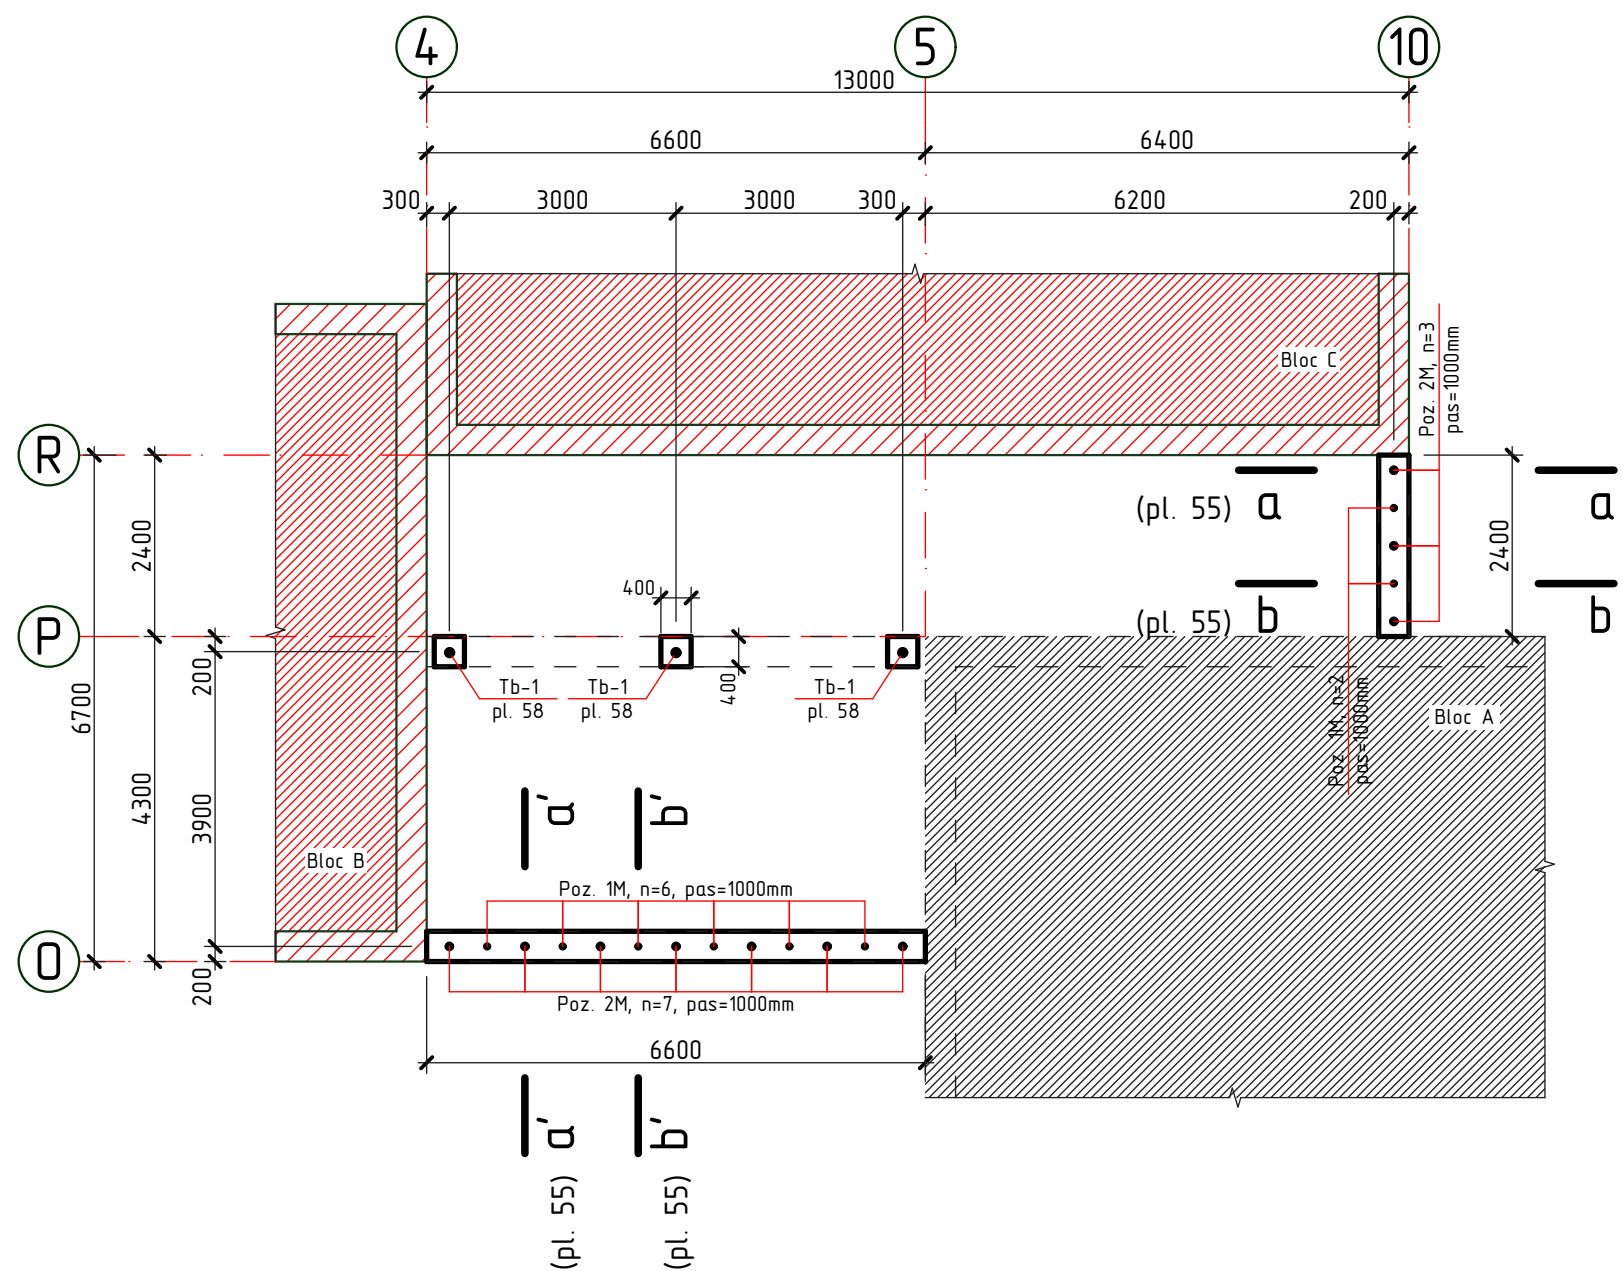 4
5
10
13000
6600
6400
300
3000
3000
300
6200
200
Bloc C
Poz. 2M, n=3
pas=1000mm
R
a
(pl. 55)
a
2400
2400
400
P
b
(pl. 55)
b
200
400
Tb-1
pl. 58
Tb-1
pl. 58
Tb-1
pl. 58
6700
Poz. 1M, n=2
pas=1000mm
Bloc A
4300
3900
a'
b'
Bloc B
Poz. 1M, n=6, pas=1000mm
O
200
Poz. 2M, n=7, pas=1000mm
6600
a'
b'
(pl. 55)
(pl. 55)